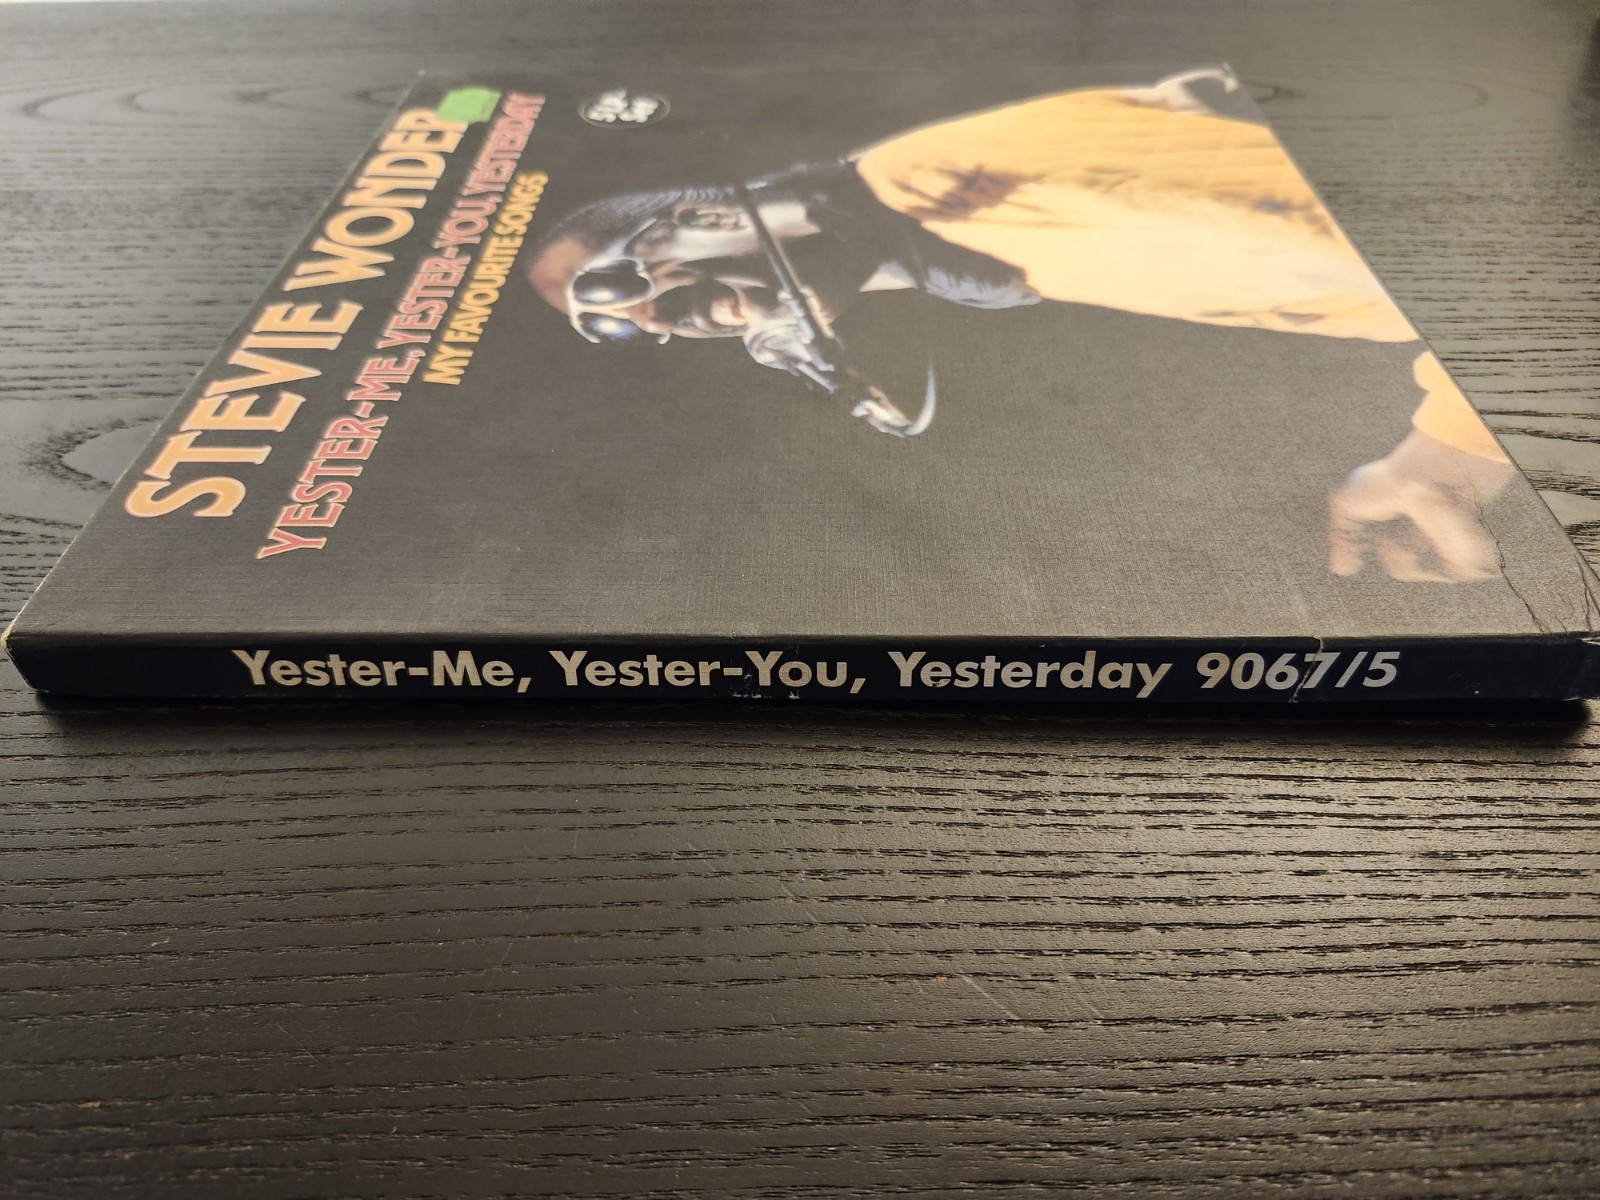 STEVIE WONDER
YESTER-ME, YESTER-YOU, YESTERDAY
MY FAVOURITE SONGS
Yester-Me, Yester-You, Yesterday 9067/5